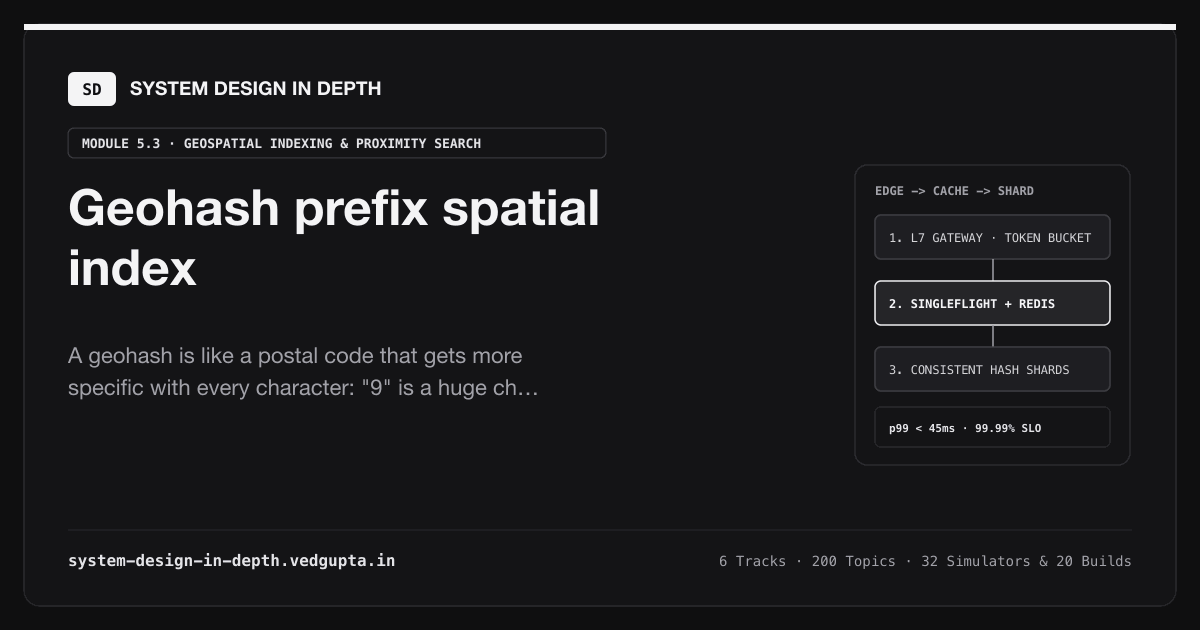 SD SYSTEM DESIGN IN DEPTH
MODULE 5.3 · GEOSPATIAL INDEXING & PROXIMITY SEARCH
Geohash prefix spatial
index
A geohash is like a postal code that gets more
specific with every character: "9" is a huge ch…
EDGE —> CACHE —> SHARD
1. L7 GATEWAY · TOKEN BUCKET
2. SINGLEFLIGHT + REDIS
3. CONSISTENT HASH SHARDS
p99 < 45ms · 99.99% SLO
system-design-in-depth.vedgupta.in
6 Tracks · 200 Topics · 32 Simulators & 20 Builds